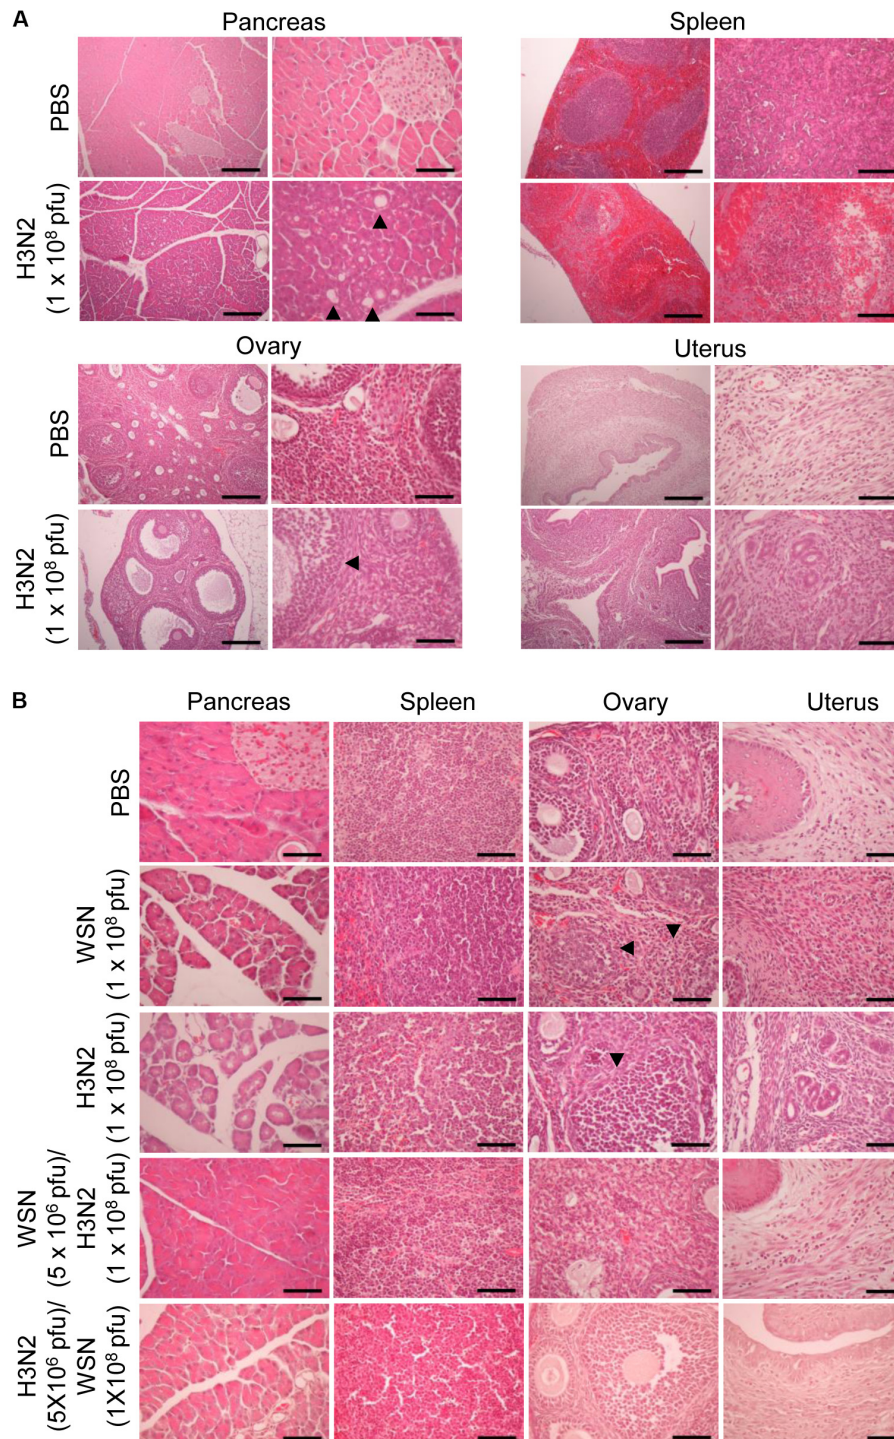 A
Pancreas
Spleen
PBS
H3N2
(1 x 10⁸ pfu)
Ovary
Uterus
PBS
H3N2
(1 x 10⁸ pfu)
B
Pancreas Spleen Ovary Uterus
PBS
WSN
(1 x 10⁸ pfu)
H3N2
(1 x 10⁸ pfu)
WSN
(5 x 10⁶ pfu)/
H3N2
(1 x 10⁸ pfu)
H3N2
(5X10⁶ pfu)/
WSN
(1X10⁸ pfu)